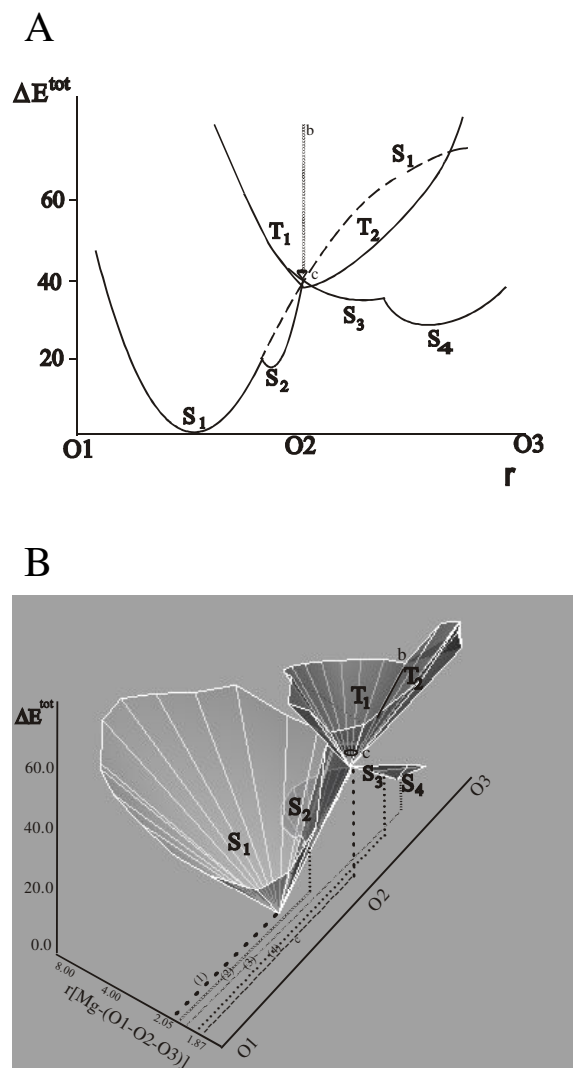 A
ΔE^tot
b
S₁
60
T₁
T₂
c
40
S₃
S₄
20
S₂
S₁
O1
O2
O3
r
B
b
T₂
T₁
ΔE^tot
c
S₃
S₄
60.0
O3
S₂
40.0
S₁
O2
20.0
0.0
(1)
(2)
(3)
(4)
c
8.00
4.00
2.05
1.87
O1
r[Mg-(O1-O2-O3)]